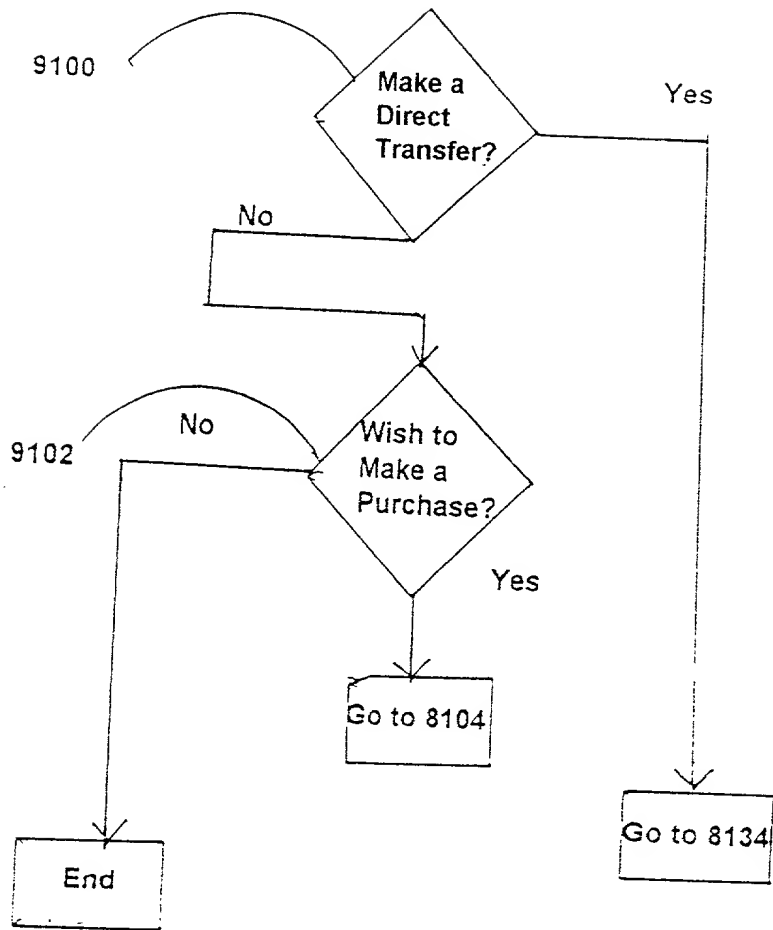 9100
Make a
Direct
Transfer?
Yes
No
9102
No
Wish to
Make a
Purchase?
Yes
Go to 8104
Go to 8134
End